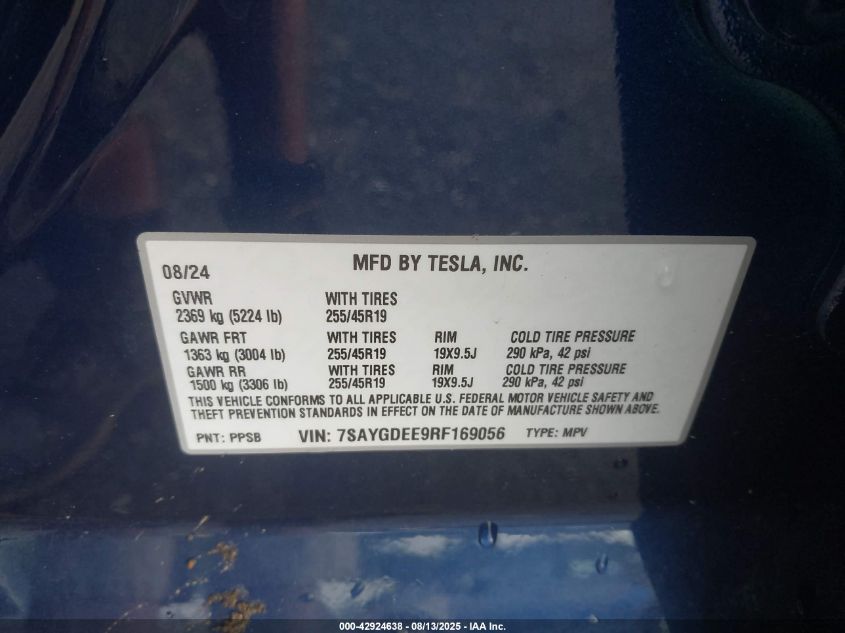 08/24 MFD BY TESLA, INC.
GVWR WITH TIRES
2369 kg (5224 lb) 255/45R19
GAWR FRT WITH TIRES RIM COLD TIRE PRESSURE
1363 kg (3004 lb) 255/45R19 19X9.5J 290 kPa, 42 psi
GAWR RR WITH TIRES RIM COLD TIRE PRESSURE
1500 kg (3306 lb) 255/45R19 19X9.5J 290 kPa, 42 psi
THIS VEHICLE CONFORMS TO ALL APPLICABLE U.S. FEDERAL MOTOR VEHICLE SAFETY AND
THEFT PREVENTION STANDARDS IN EFFECT ON THE DATE OF MANUFACTURE SHOWN ABOVE.
PNT: PPSB VIN: 7SAYGDEE9RF169056 TYPE: MPV
000-42924638 - 08/13/2025 - IAA Inc.